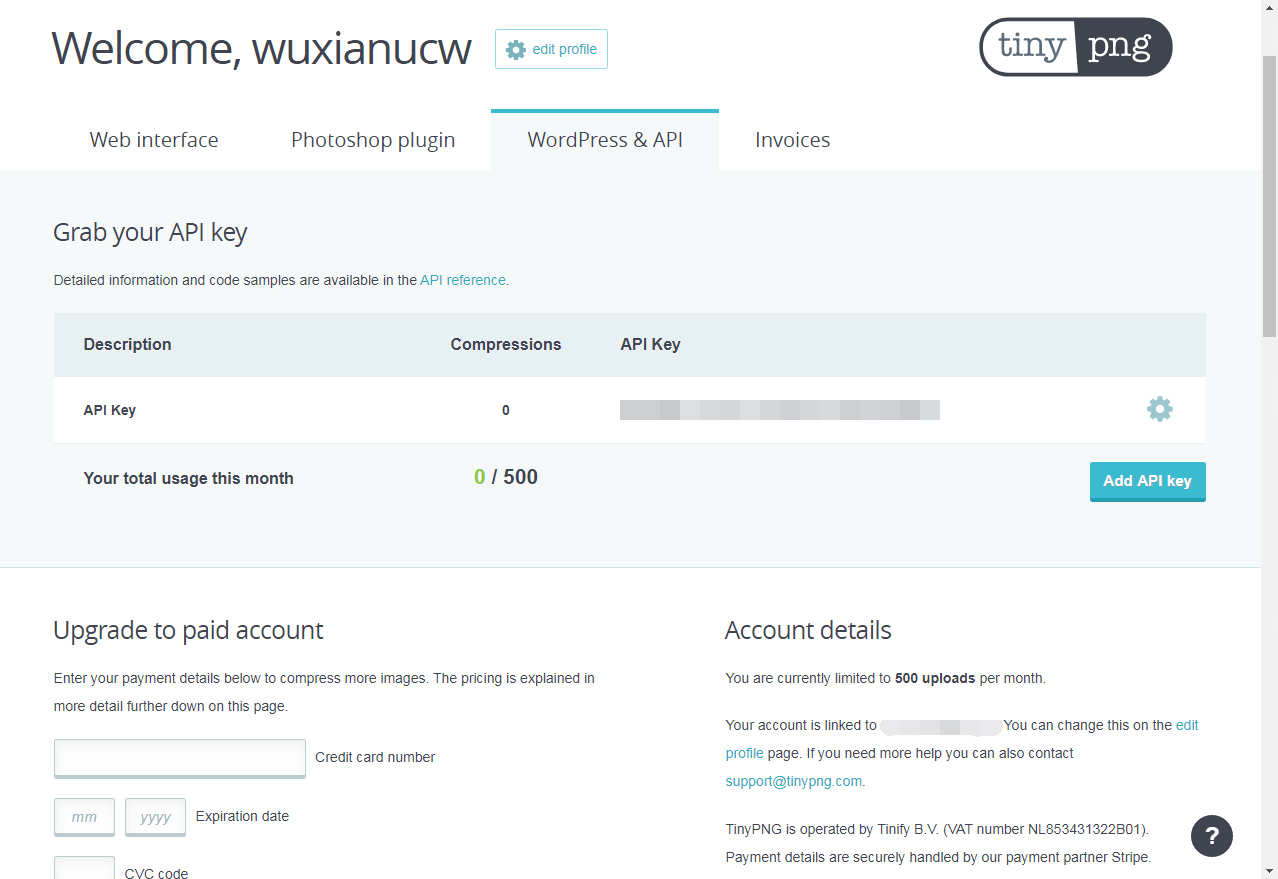 Welcome, wuxianucw
edit profile
tiny png
Web interface
Photoshop plugin
WordPress & API
Invoices
Grab your API key
Detailed information and code samples are available in the API reference.
Description
Compressions
API Key
API Key
0
Your total usage this month
0 / 500
Add API key
Upgrade to paid account
Enter your payment details below to compress more images. The pricing is explained in
more detail further down on this page.
Credit card number
mm
yyyy
Expiration date
CVC code
Account details
You are currently limited to 500 uploads per month.
Your account is linked to You can change this on the edit
profile page. If you need more help you can also contact
support@tinypng.com.
TinyPNG is operated by Tinify B.V. (VAT number NL853431322B01).
Payment details are securely handled by our payment partner Stripe.
?